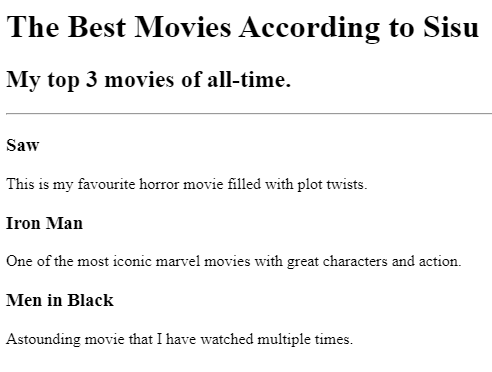 The Best Movies According to Sisu
My top 3 movies of all-time.
Saw
This is my favourite horror movie filled with plot twists.
Iron Man
One of the most iconic marvel movies with great characters and action.
Men in Black
Astounding movie that I have watched multiple times.